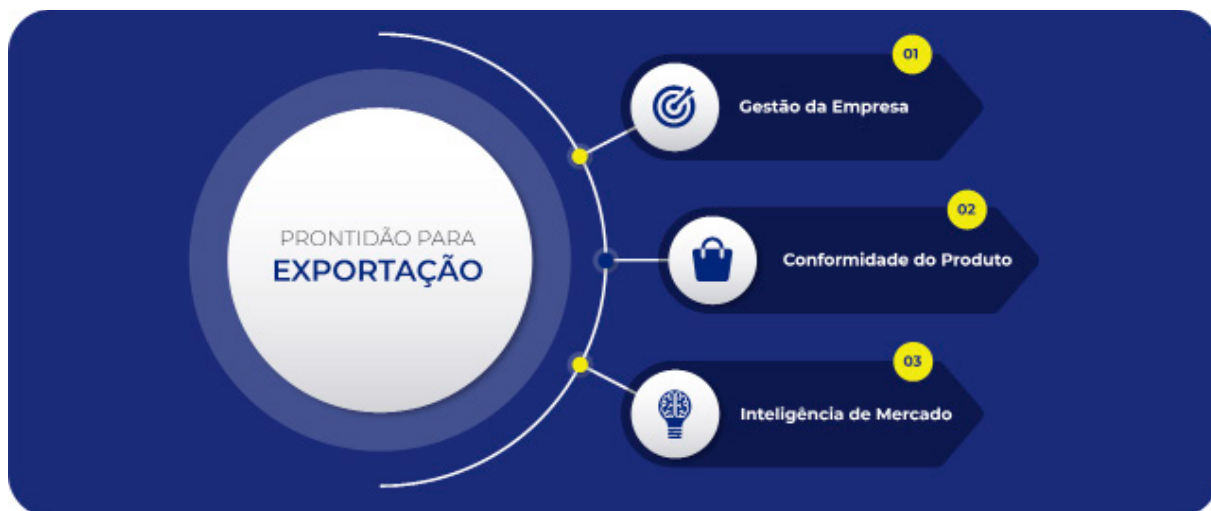 PRONTIDÃO PARA
EXPORTAÇÃO
01
Gestão da Empresa
02
Conformidade do Produto
03
Inteligência de Mercado